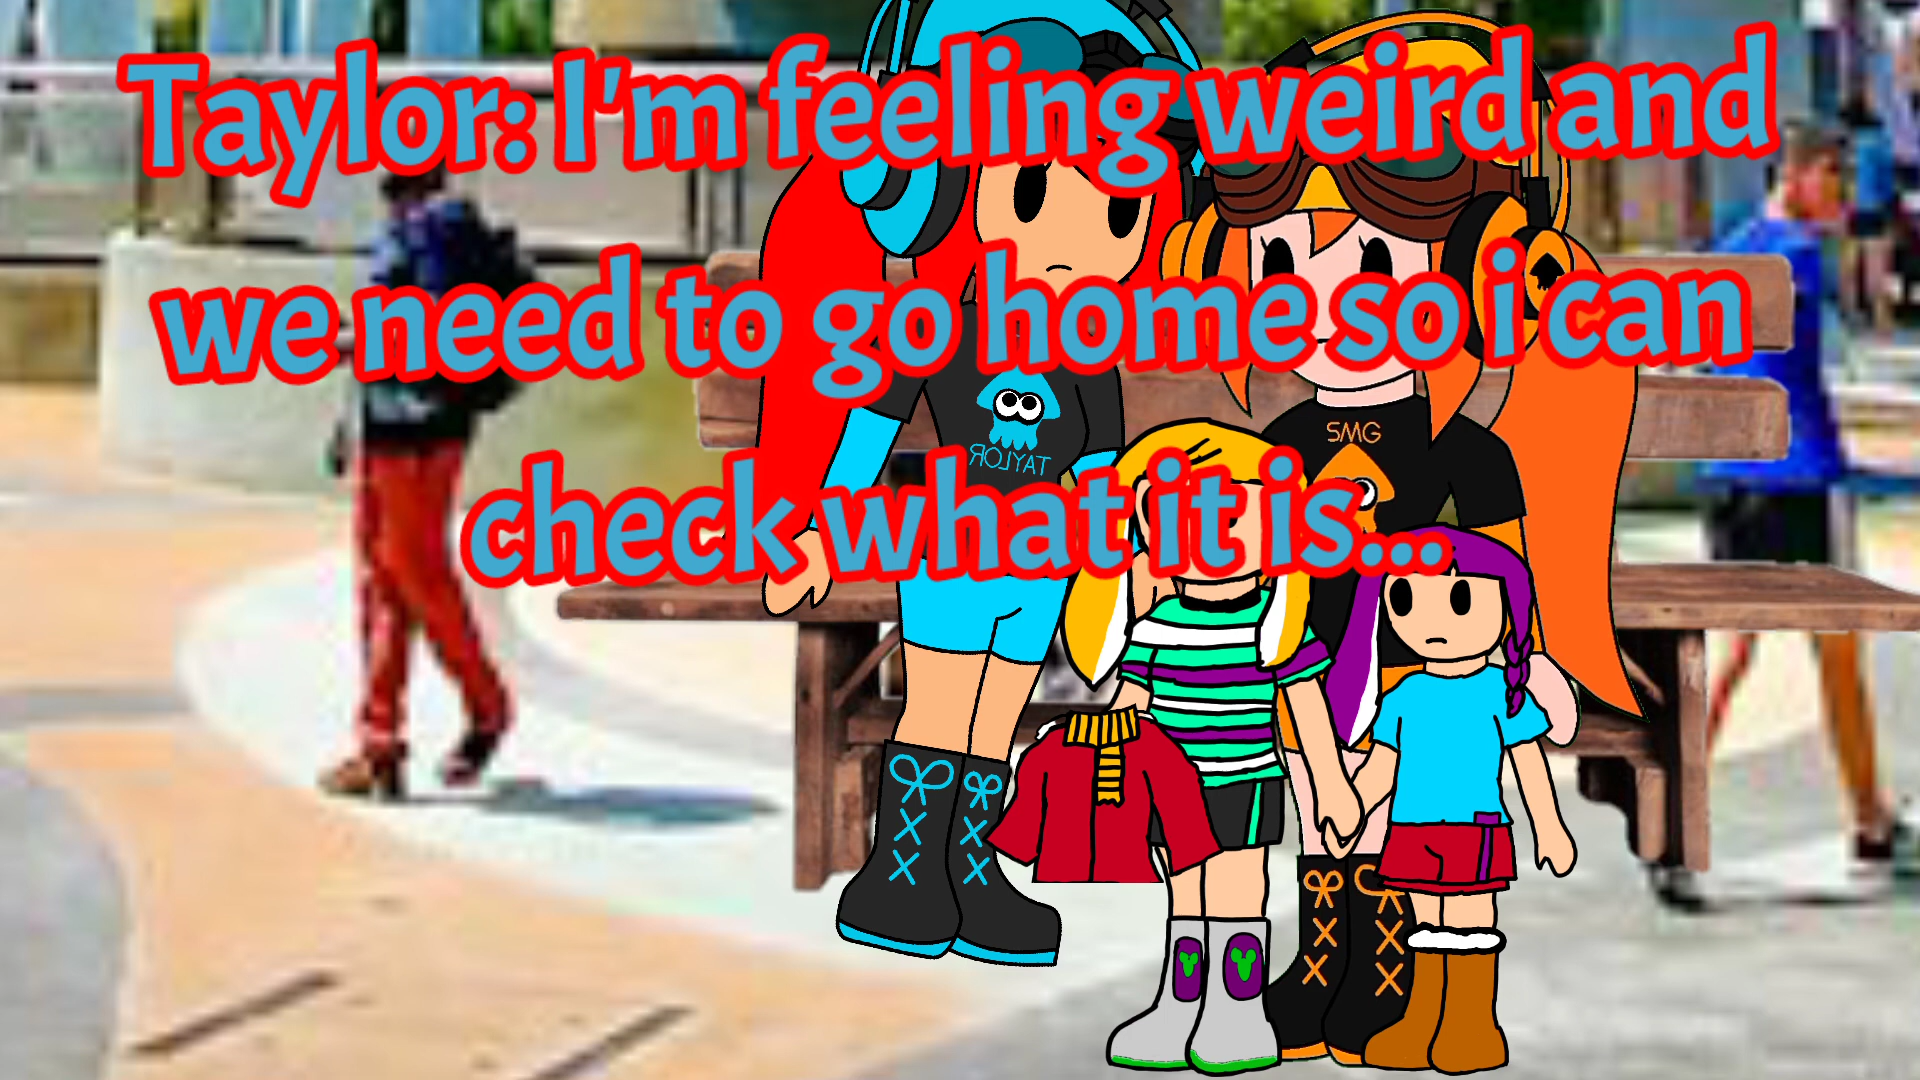 Taylor: I'm feeling weird and
we need to go home so i can
check what it is...
TAYLOR
SMG